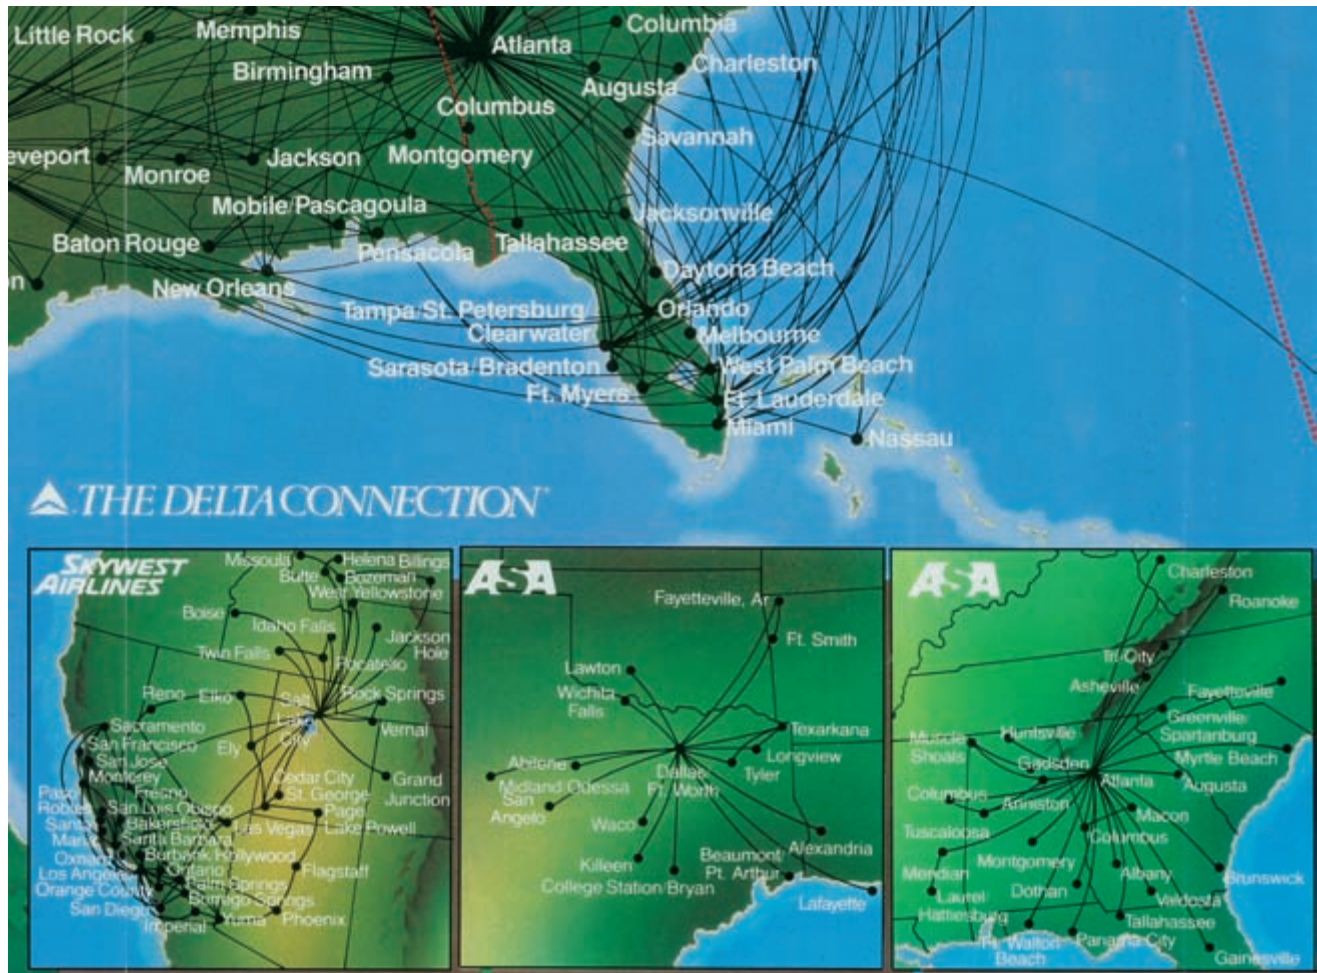 Little Rock
Memphis
Atlanta
Columbia
Birmingham
Charleston
Augusta
Columbus
Savannah
eveport
Monroe
Jackson
Montgomery
Mobile/Pascagoula
Jacksonville
Baton Rouge
Pensacola
Tallahassee
n
New Orleans
Daytona Beach
Tampa/St. Petersburg/
Clearwater
Orlando
Melbourne
Sarasota/Bradenton
West Palm Beach
Ft. Myers
Ft. Lauderdale
Miami
Nassau
THE DELTA CONNECTION™
SKYWEST
AIRLINES
Missoula
Helena
Billings
Butte
Bozeman
West Yellowstone
Boise
Idaho Falls
Jackson
Hole
Twin Falls
Pocatello
Reno
Elko
Salt
Lake
City
Rock Springs
Sacramento
Vernal
San Francisco
Ely
San Jose
Monterey
Cedar City
Grand
Junction
Paso
Robles
Fresno
St. George
San Luis Obispo
Page
Lake Powell
Santa
Maria
Bakersfield
Las Vegas
Santa Barbara
Oxnard
Burbank/Hollywood
Los Angeles
Ontario
Flagstaff
Orange County
Palm Springs
Borrego Springs
San Diego
Imperial
Yuma
Phoenix
ASA
Fayetteville, Ar
Ft. Smith
Lawton
Wichita
Falls
Texarkana
Abilene
Longview
Midland Odessa
Dallas/
Ft. Worth
Tyler
San
Angelo
Waco
Killeen
Beaumont/
Pt. Arthur
Alexandria
College Station/Bryan
Lafayette
ASA
Charleston
Roanoke
Tri-City
Asheville
Fayetteville
Greenville/
Spartanburg
Muscle
Shoals
Huntsville
Myrtle Beach
Gadsden
Atlanta
Augusta
Columbus
Anniston
Macon
Tuscaloosa
Columbus
Montgomery
Meridian
Albany
Brunswick
Dothan
Laurel/
Hattiesburg
Valdosta
Tallahassee
Ft. Walton
Beach
Panama City
Gainesville